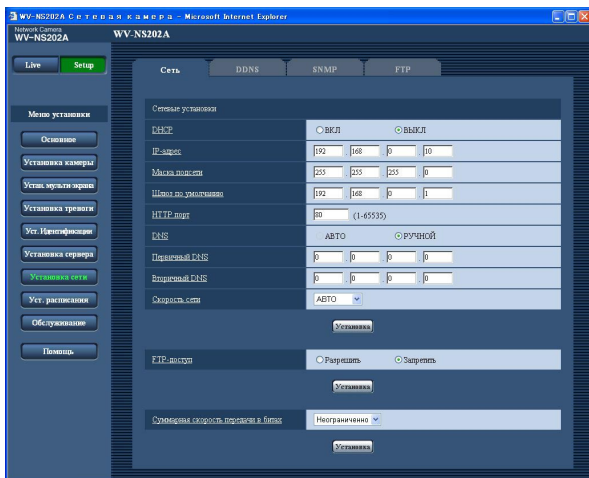 WV-NS202A Сетевая камера - Microsoft Internet Explorer
Network Camera
WV-NS202A
WV-NS202A
Live Setup
Сеть DDNS SNMP FTP
Меню установки
Основное
Установка камеры
Устан. мульти-экрана
Установка тревоги
Уст. Идентификации
Установка сервера
Установка сети
Уст. расписания
Обслуживание
Помощь
Сетевые установки
DHCP ВКЛ ВЫКЛ
IP-адрес 192 . 168 . 0 . 10
Маска подсети 255 . 255 . 255 . 0
Шлюз по умолчанию 192 . 168 . 0 . 1
HTTP порт 80 (1-65535)
DNS АВТО РУЧНОЙ
Первичный DNS 0 . 0 . 0 . 0
Вторичный DNS 0 . 0 . 0 . 0
Скорость сети АВТО
Установка
FTP-доступ Разрешить Запретить
Установка
Суммарная скорость передачи в битах Неограниченно
Установка